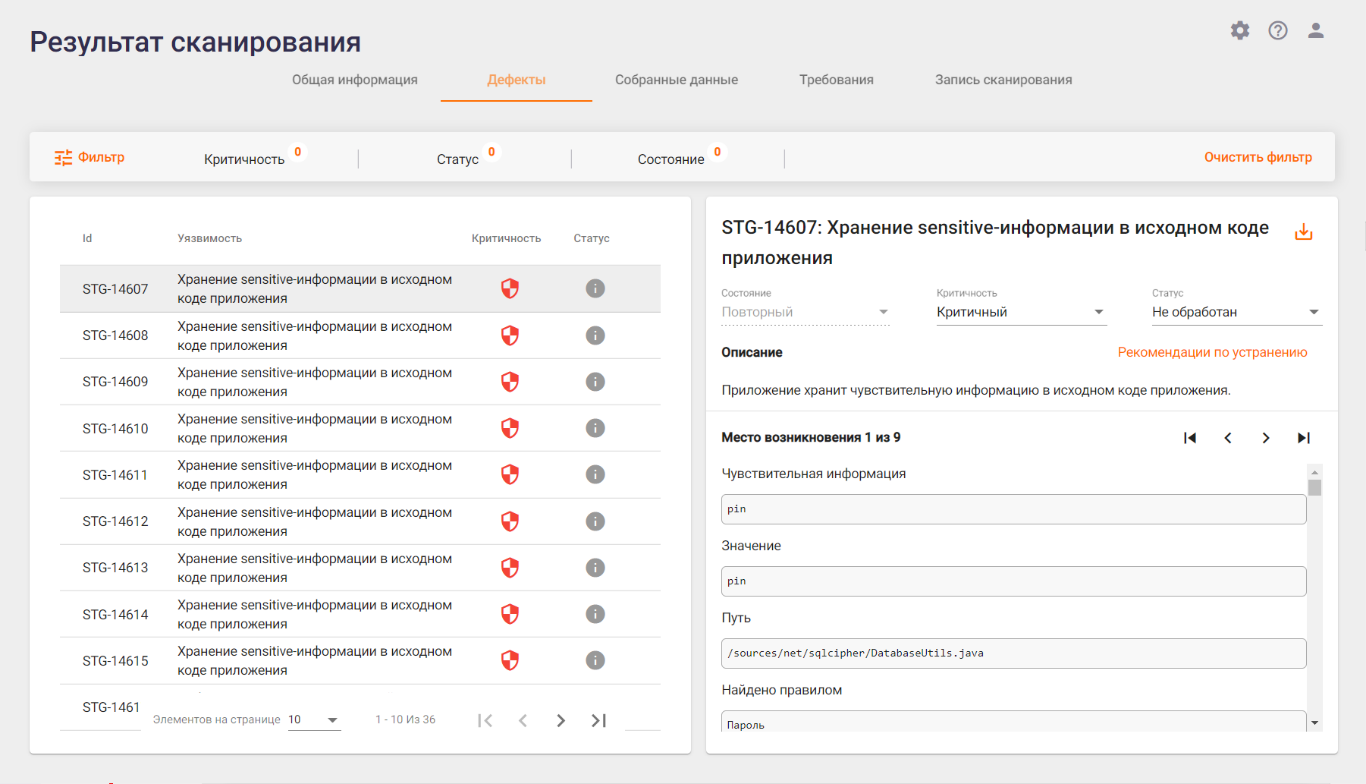 Результат сканирования
Общая информация
Дефекты
Собранные данные
Требования
Запись сканирования
Фильтр
Критичность 0
Статус 0
Состояние 0
Очистить фильтр
Id Уязвимость Критичность Статус
STG-14607 Хранение sensitive-информации в исходном
коде приложения
STG-14608 Хранение sensitive-информации в исходном
коде приложения
STG-14609 Хранение sensitive-информации в исходном
коде приложения
STG-14610 Хранение sensitive-информации в исходном
коде приложения
STG-14611 Хранение sensitive-информации в исходном
коде приложения
STG-14612 Хранение sensitive-информации в исходном
коде приложения
STG-14613 Хранение sensitive-информации в исходном
коде приложения
STG-14614 Хранение sensitive-информации в исходном
коде приложения
STG-14615 Хранение sensitive-информации в исходном
коде приложения
STG-1461
Элементов на странице 10 1 - 10 Из 36
STG-14607: Хранение sensitive-информации в исходном коде
приложения
Состояние Критичность Статус
Повторный Критичный Не обработан
Описание Рекомендации по устранению
Приложение хранит чувствительную информацию в исходном коде приложения.
Место возникновения 1 из 9
Чувствительная информация
pin
Значение
pin
Путь
/sources/net/sqlcipher/DatabaseUtils.java
Найдено правилом
Пароль